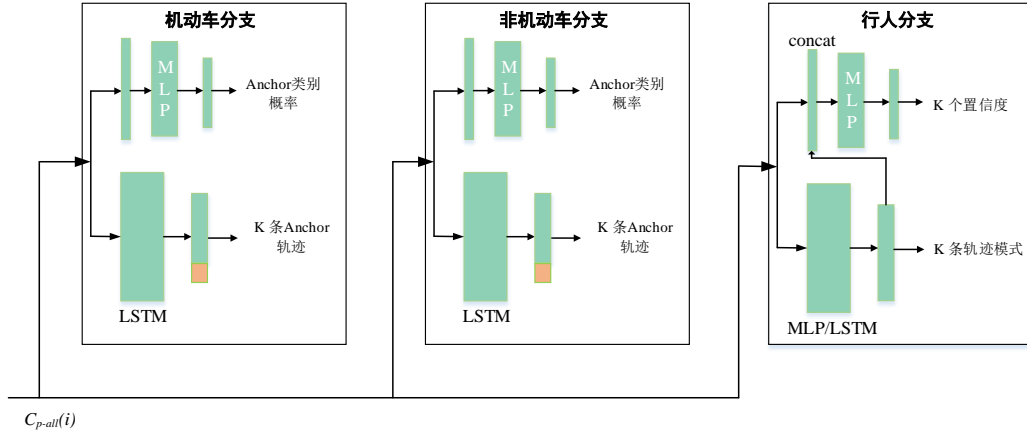 机动车分支
M
L
P
Anchor类别
概率
LSTM
K 条Anchor
轨迹
非机动车分支
M
L
P
Anchor类别
概率
LSTM
K 条Anchor
轨迹
行人分支
concat
M
L
P
K 个置信度
K 条轨迹模式
MLP/LSTM
Cp-all(i)